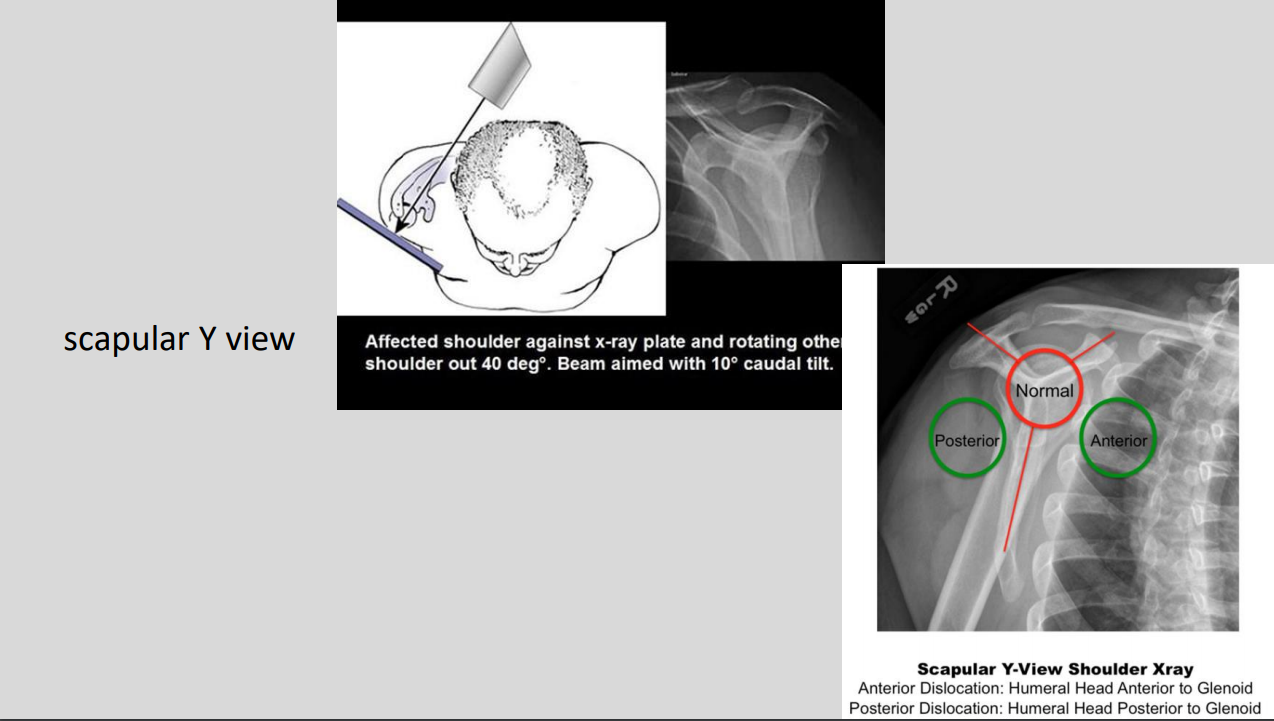 scapular Y view
Affected shoulder against x-ray plate and rotating other
shoulder out 40 deg°. Beam aimed with 10° caudal tilt.
Normal
Posterior
Anterior
Scapular Y-View Shoulder Xray
Anterior Dislocation: Humeral Head Anterior to Glenoid
Posterior Dislocation: Humeral Head Posterior to Glenoid